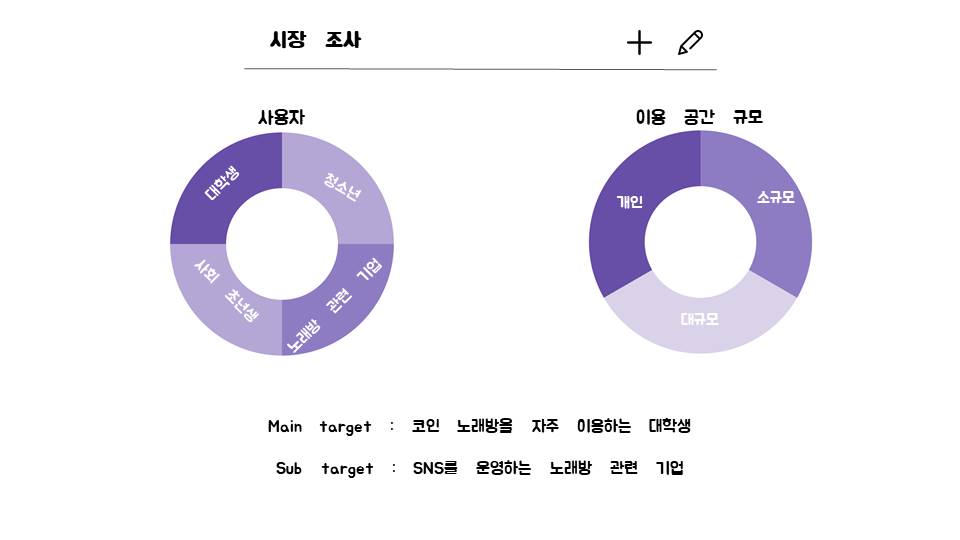 시장 조사
사용자
이용 공간 규모
대학생
청소년
사회 초년생
노래방 관련 기업
개인
소규모
대규모
Main target : 코인 노래방을 자주 이용하는 대학생
Sub target : SNS를 운영하는 노래방 관련 기업